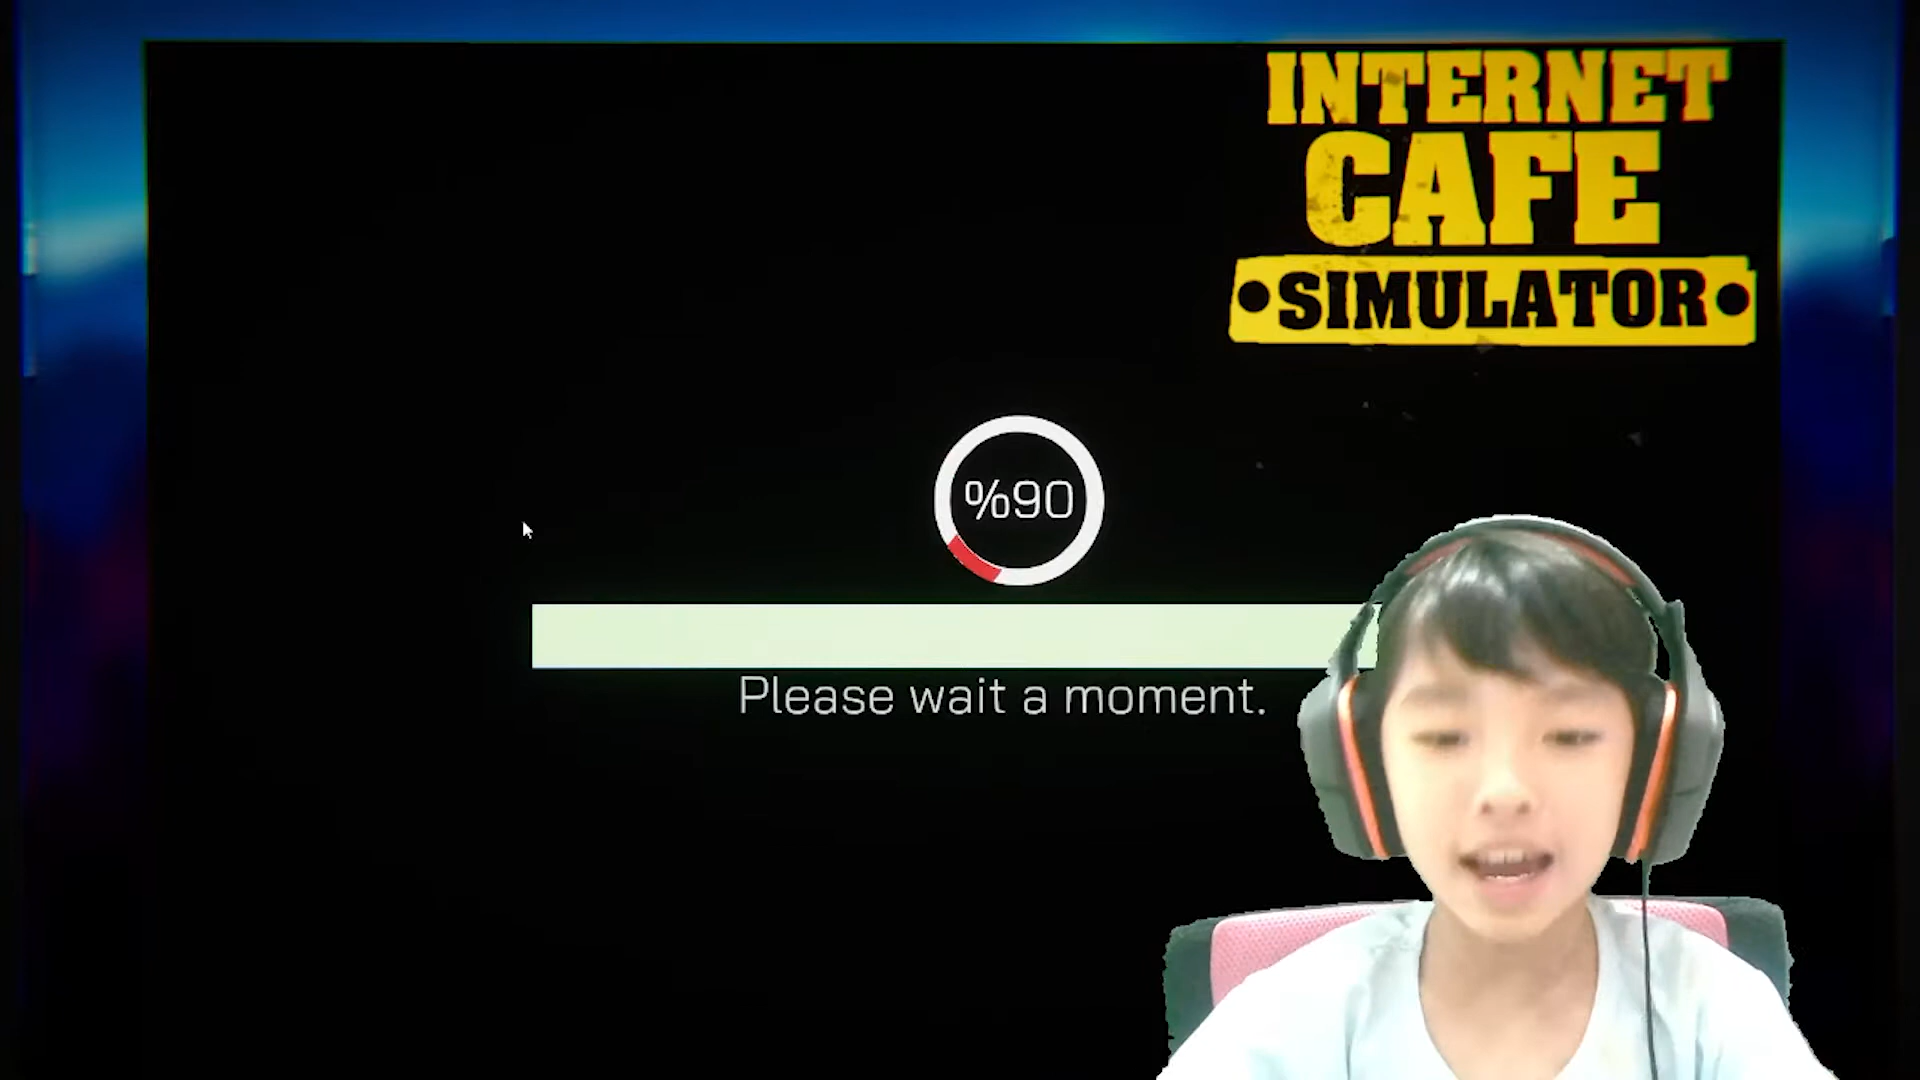 INTERNET
CAFE
SIMULATOR
%90
Please wait a moment.